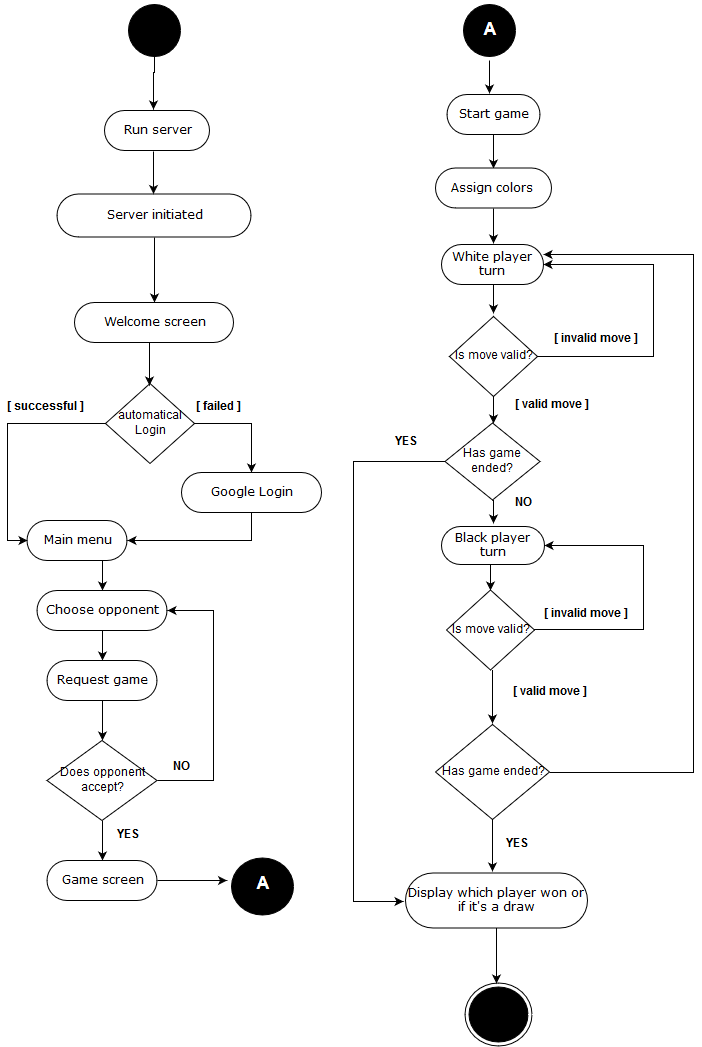 Run server
Server initiated
Welcome screen
[ successful ]
automatical
Login
[ failed ]
Google Login
Main menu
Choose opponent
Request game
Does opponent
accept?
NO
YES
Game screen
A
A
Start game
Assign colors
White player
turn
Is move valid?
[ invalid move ]
[ valid move ]
Has game
ended?
YES
NO
Black player
turn
Is move valid?
[ invalid move ]
[ valid move ]
Has game ended?
YES
Display which player won or
if it's a draw